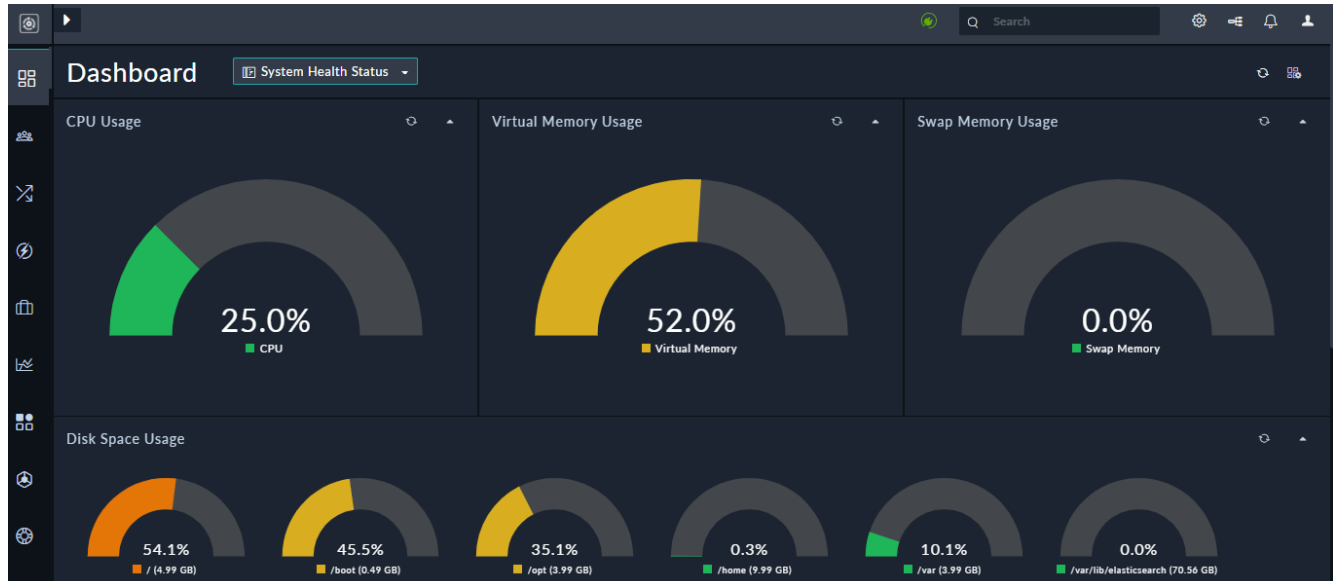 Search
Dashboard
System Health Status
CPU Usage
Virtual Memory Usage
Swap Memory Usage
25.0%
CPU
52.0%
Virtual Memory
0.0%
Swap Memory
Disk Space Usage
54.1%
/ (4.99 GB)
45.5%
/boot (0.49 GB)
35.1%
/opt (3.99 GB)
0.3%
/home (9.99 GB)
10.1%
/var (3.99 GB)
0.0%
/var/lib/elasticsearch (70.56 GB)